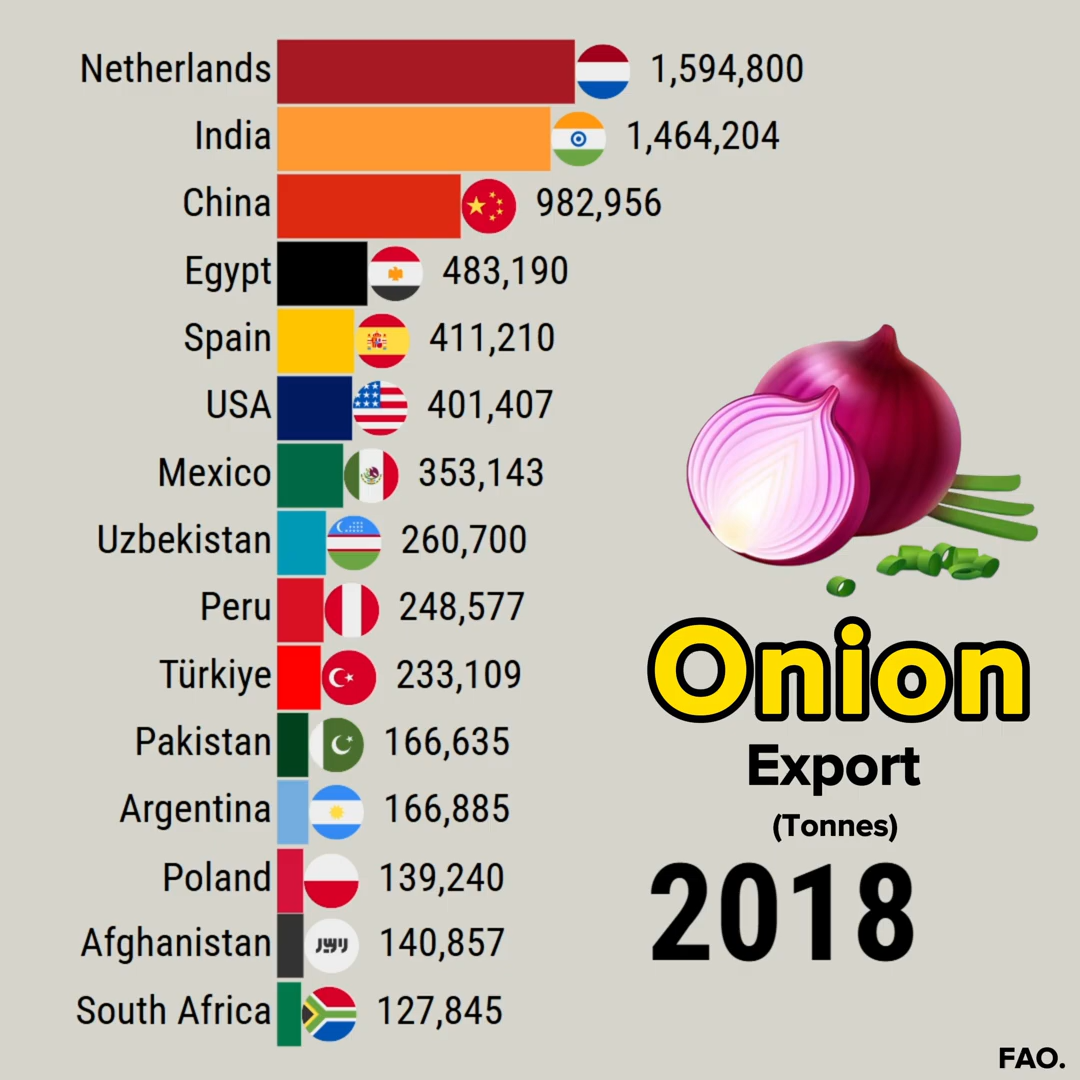 Netherlands 1,594,800
India 1,464,204
China 982,956
Egypt 483,190
Spain 411,210
USA 401,407
Mexico 353,143
Uzbekistan 260,700
Peru 248,577
Türkiye 233,109
Pakistan 166,635
Argentina 166,885
Poland 139,240
Afghanistan 140,857
South Africa 127,845
Onion
Export
(Tonnes)
2018
FAO.